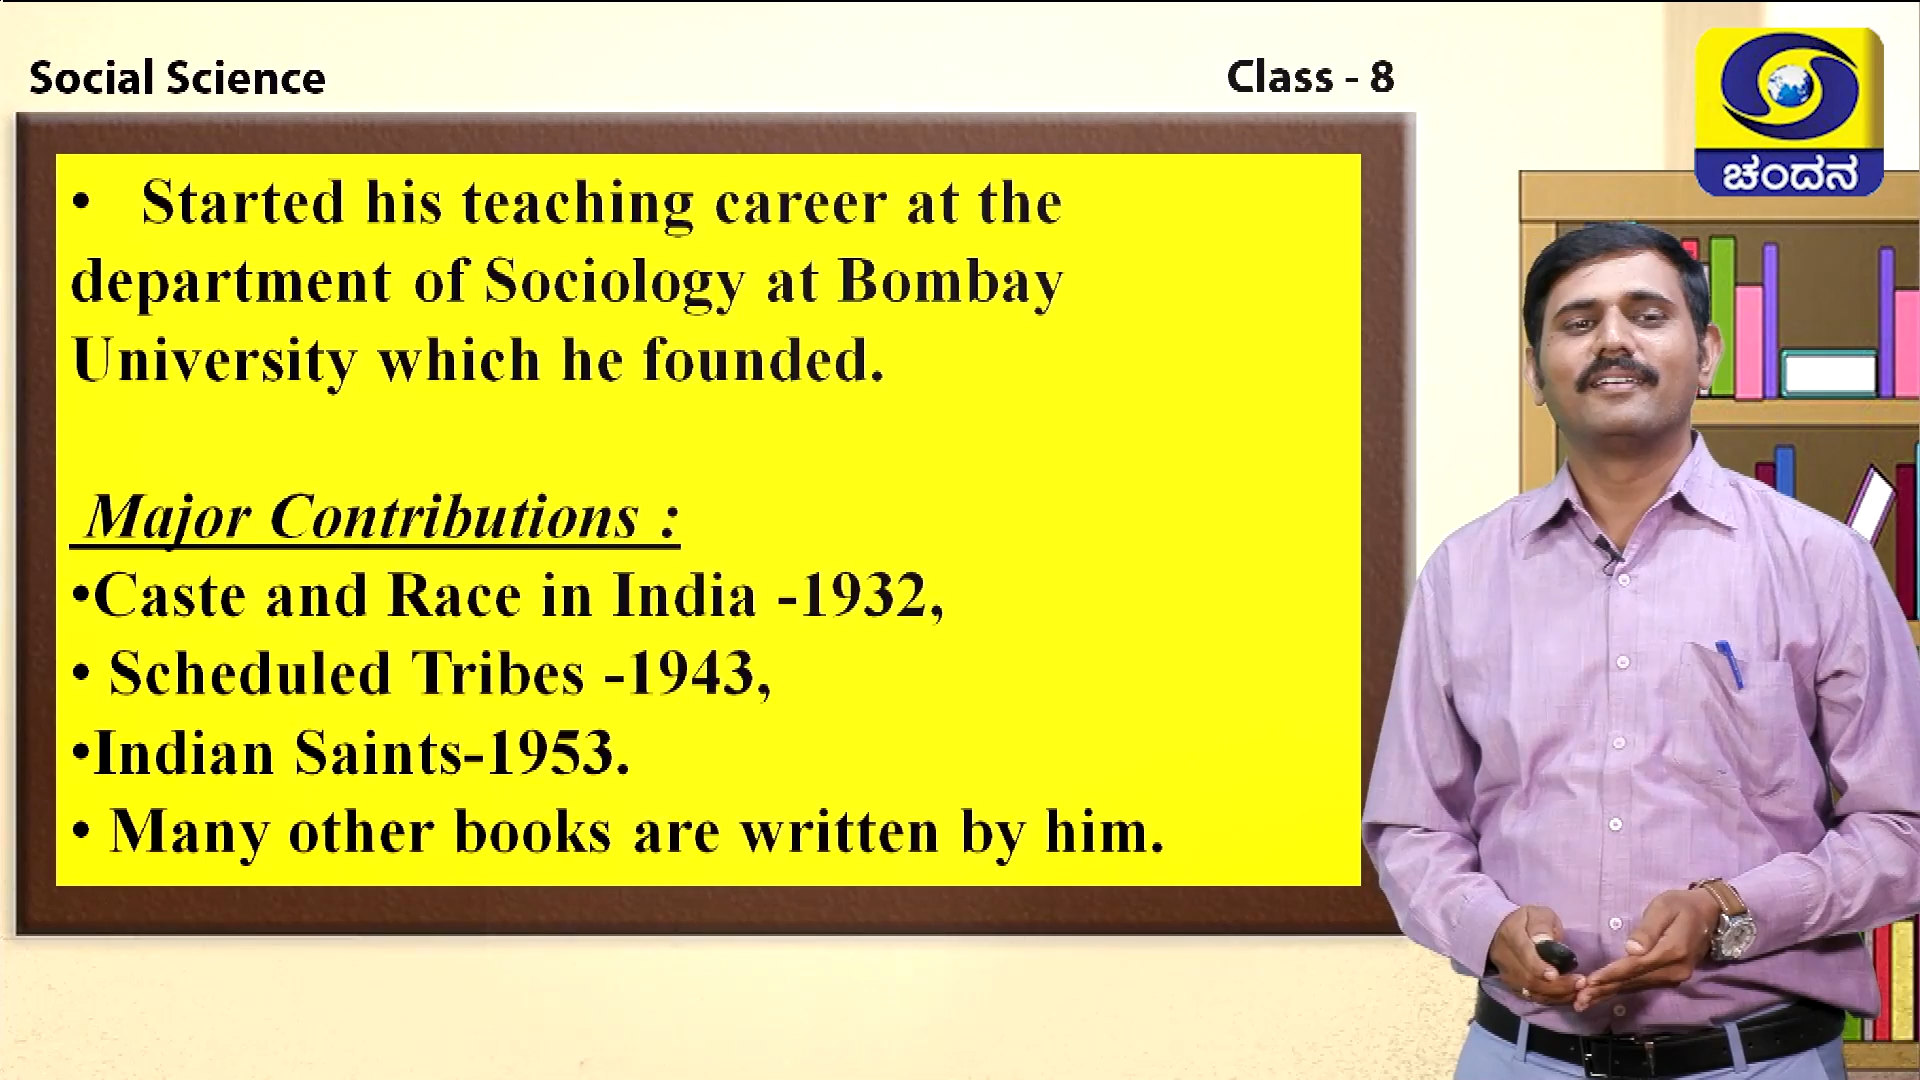 Social Science
Class - 8
ಚಂದನ
• Started his teaching career at the
department of Sociology at Bombay
University which he founded.
Major Contributions :
•Caste and Race in India -1932,
• Scheduled Tribes -1943,
•Indian Saints-1953.
• Many other books are written by him.